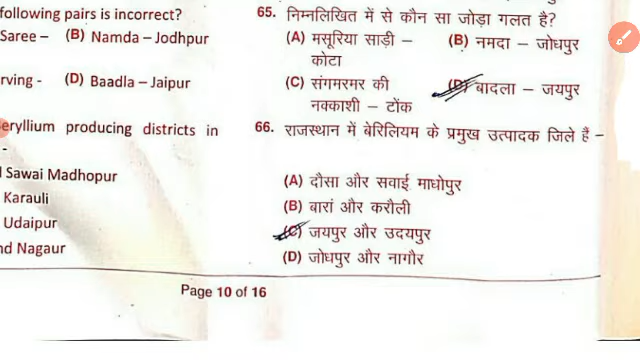 following pairs is incorrect?
Saree – (B) Namda – Jodhpur
rving - (D) Baadla – Jaipur
eryllium producing districts in
-
Sawai Madhopur
Karauli
Udaipur
nd Nagaur
65. निम्नलिखित में से कौन सा जोड़ा गलत है?
(A) मसूरिया साड़ी – (B) नमदा – जोधपुर
कोटा
(C) संगमरमर की (D) बादला – जयपुर
नक्काशी – टोंक
66. राजस्थान में बेरिलियम के प्रमुख उत्पादक जिले हैं –
(A) दौसा और सवाई माधोपुर
(B) बारां और करौली
(C) जयपुर और उदयपुर
(D) जोधपुर और नागौर
Page 10 of 16